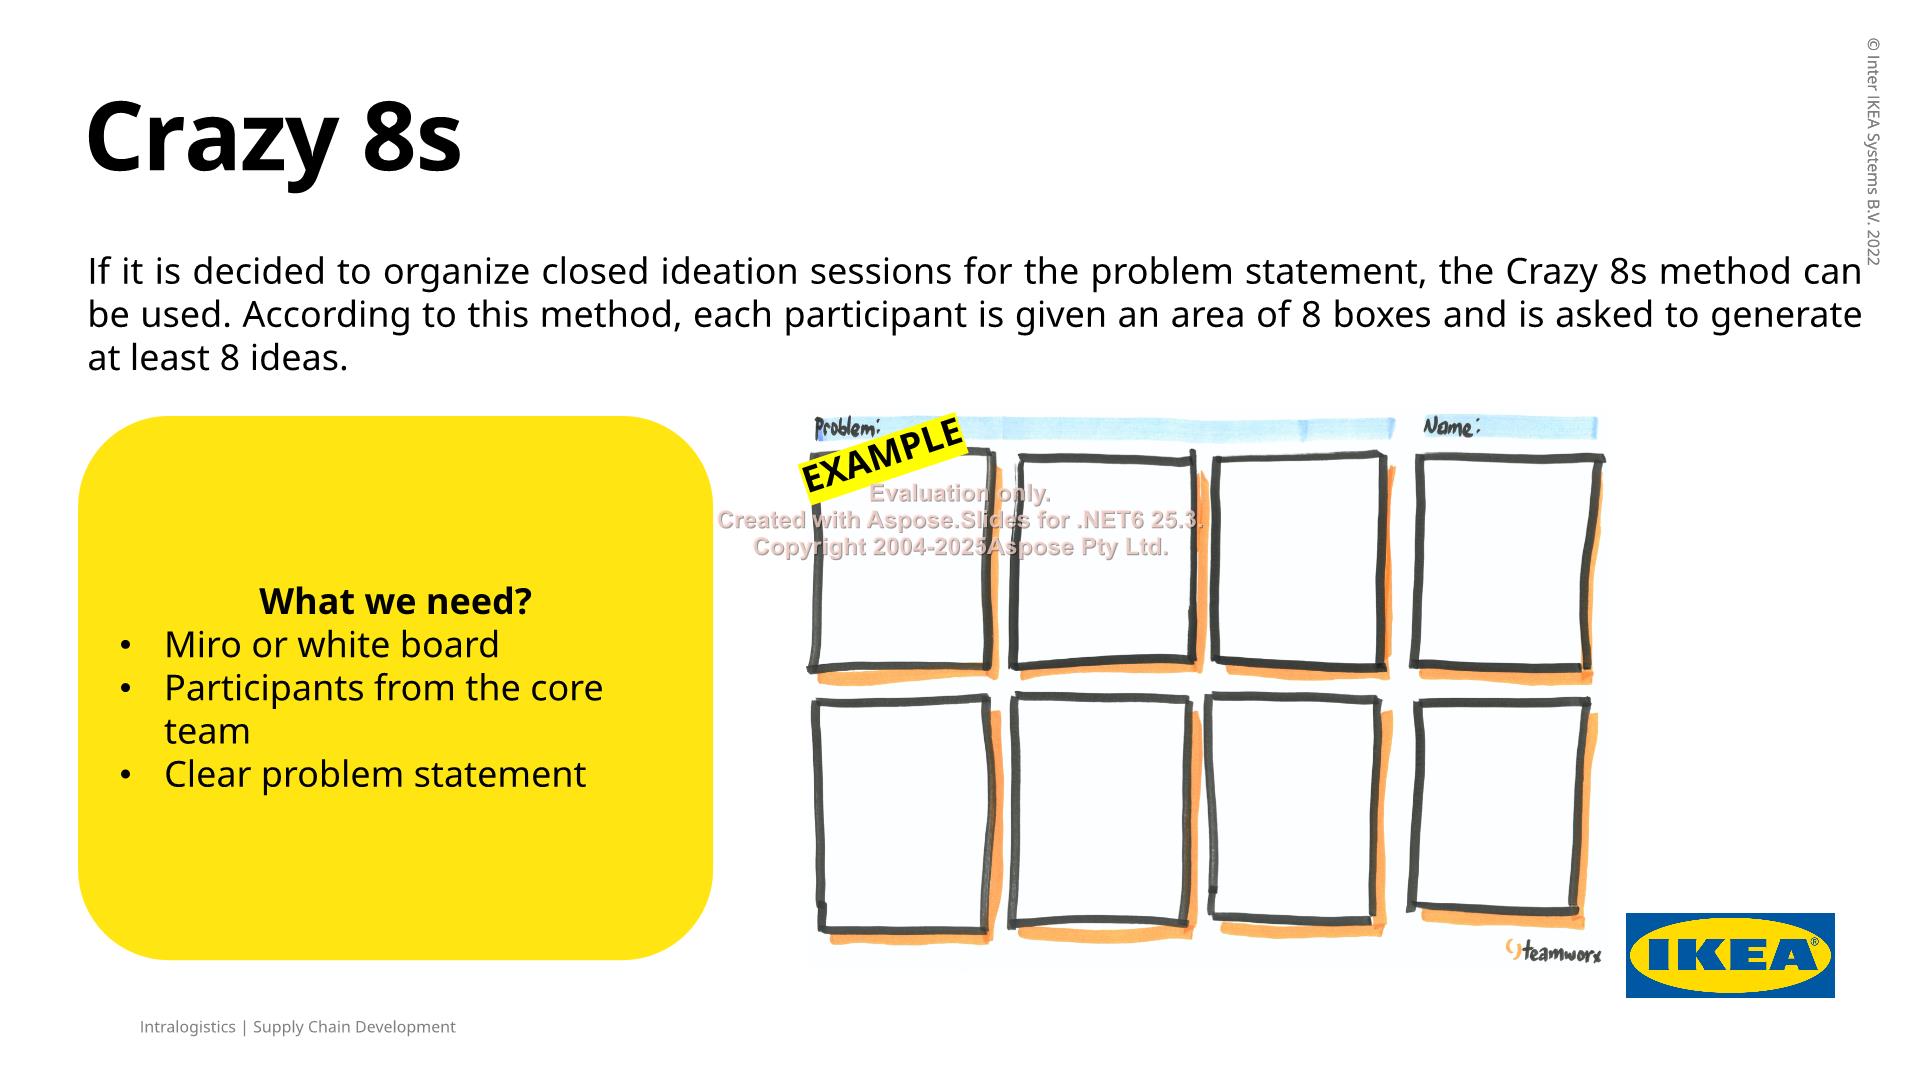 © Inter IKEA Systems B.V. 2022
Crazy 8s
If it is decided to organize closed ideation sessions for the problem statement, the Crazy 8s method can
be used. According to this method, each participant is given an area of 8 boxes and is asked to generate
at least 8 ideas.
What we need?
• Miro or white board
• Participants from the core
team
• Clear problem statement
Problem:
Name:
EXAMPLE
Evaluation only.
Created with Aspose.Slides for .NET6 25.3.
Copyright 2004-2025Aspose Pty Ltd.
teamworx
IKEA®
Intralogistics | Supply Chain Development